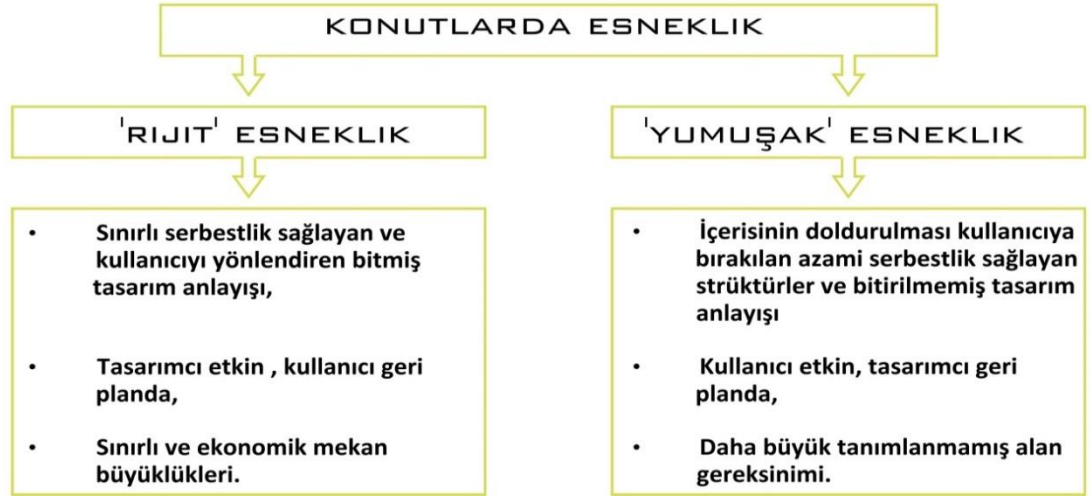 KONUTLARDA ESNEKLIK
'RIJIT' ESNEKLIK
• Sınırlı serbestlik sağlayan ve
kullanıcıyı yönlendiren bitmiş
tasarım anlayışı,
• Tasarımcı etkin , kullanıcı geri
planda,
• Sınırlı ve ekonomik mekan
büyüklükleri.
'YUMUŞAK' ESNEKLIK
• İçerisinin doldurulması kullanıcıya
bırakılan azami serbestlik sağlayan
strüktürler ve bitirilmemiş tasarım
anlayışı
• Kullanıcı etkin, tasarımcı geri
planda,
• Daha büyük tanımlanmamış alan
gereksinimi.